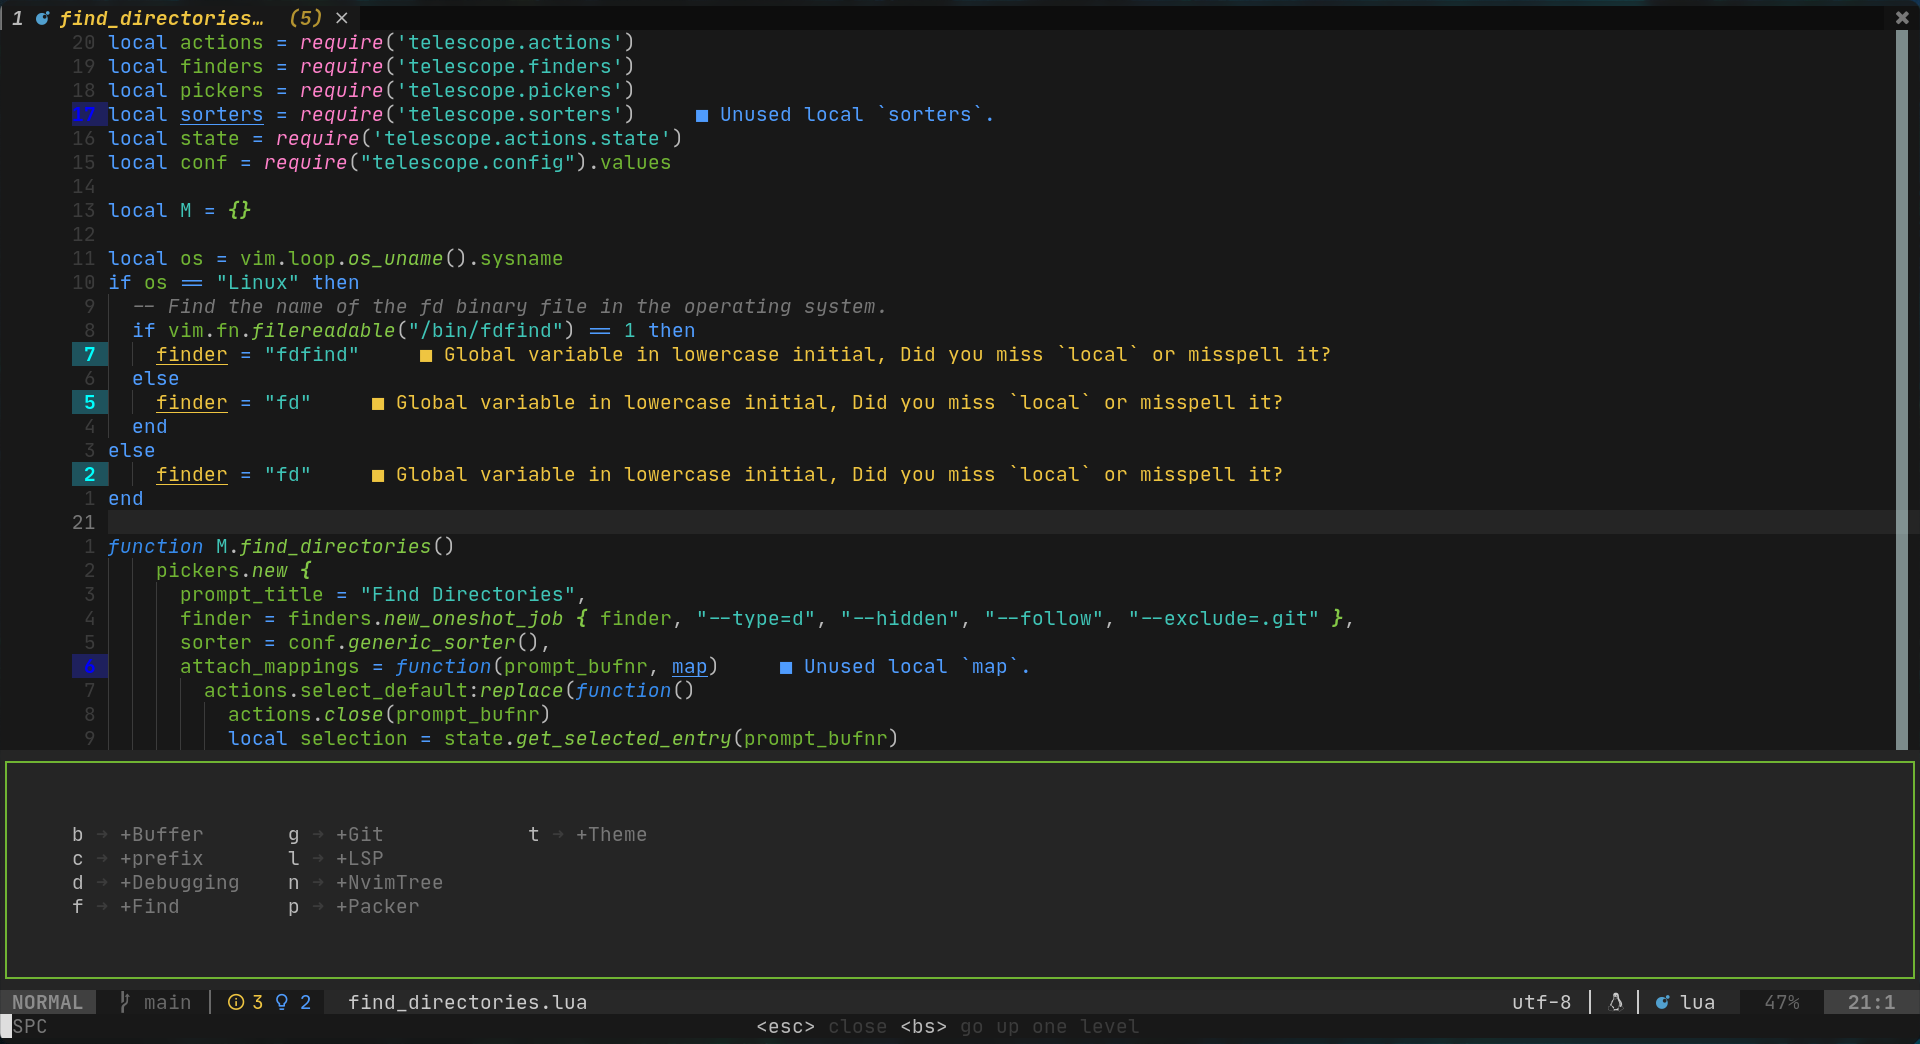 1 find_directories… (5) ×
20 local actions = require('telescope.actions')
19 local finders = require('telescope.finders')
18 local pickers = require('telescope.pickers')
17 local sorters = require('telescope.sorters') ■ Unused local `sorters`.
16 local state = require('telescope.actions.state')
15 local conf = require("telescope.config").values
14
13 local M = {}
12
11 local os = vim.loop.os_uname().sysname
10 if os == "Linux" then
9 -- Find the name of the fd binary file in the operating system.
8 if vim.fn.filereadable("/bin/fdfind") == 1 then
7 finder = "fdfind" ■ Global variable in lowercase initial, Did you miss `local` or misspell it?
6 else
5 finder = "fd" ■ Global variable in lowercase initial, Did you miss `local` or misspell it?
4 end
3 else
2 finder = "fd" ■ Global variable in lowercase initial, Did you miss `local` or misspell it?
1 end
21
1 function M.find_directories()
2 pickers.new {
3 prompt_title = "Find Directories",
4 finder = finders.new_oneshot_job { finder, "--type=d", "--hidden", "--follow", "--exclude=.git" },
5 sorter = conf.generic_sorter(),
6 attach_mappings = function(prompt_bufnr, map) ■ Unused local `map`.
7 actions.select_default:replace(function()
8 actions.close(prompt_bufnr)
9 local selection = state.get_selected_entry(prompt_bufnr)
b → +Buffer g → +Git t → +Theme
c → +prefix l → +LSP
d → +Debugging n → +NvimTree
f → +Find p → +Packer
NORMAL main 3 2 find_directories.lua utf-8 lua 47% 21:1
SPC <esc> close <bs> go up one level